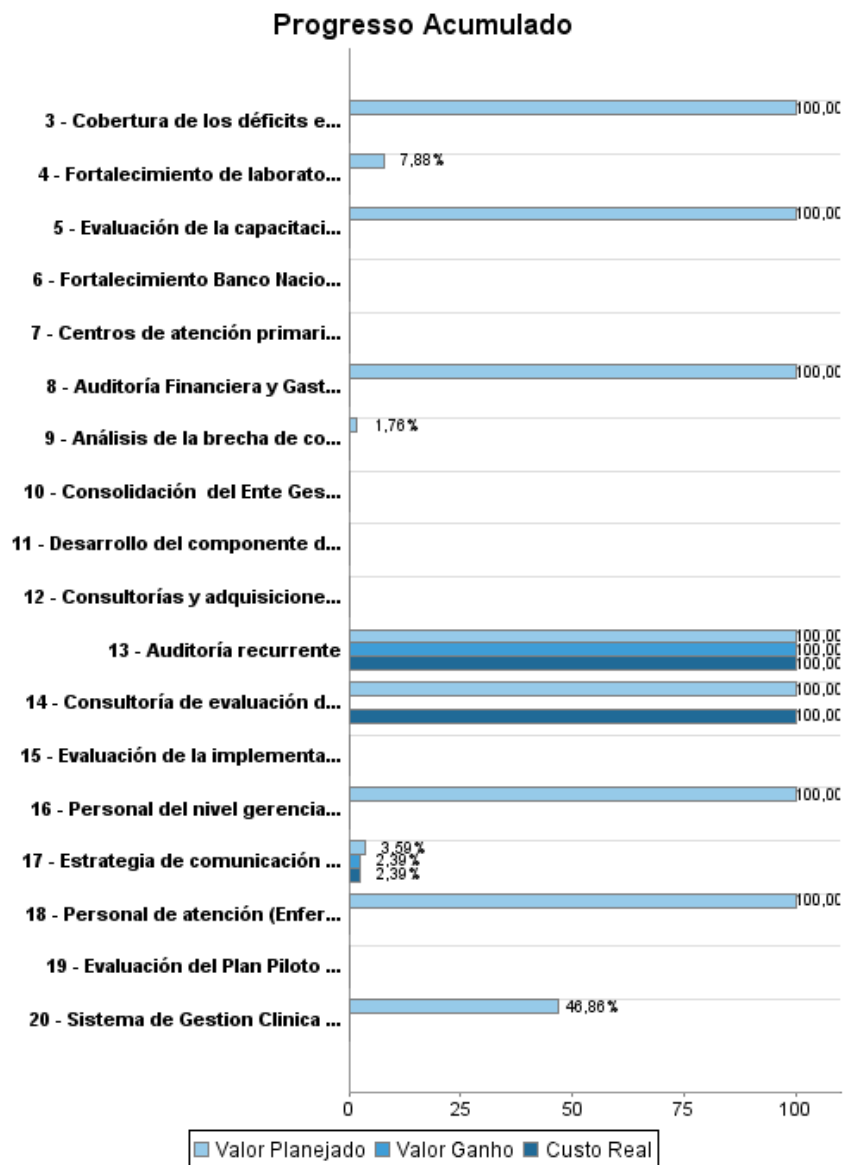 Progresso Acumulado
3 - Cobertura de los déficits e...
100,00
4 - Fortalecimiento de laborato...
7,88%
5 - Evaluación de la capacitaci...
100,00
6 - Fortalecimiento Banco Nacio...
7 - Centros de atención primari...
8 - Auditoría Financiera y Gast...
100,00
9 - Análisis de la brecha de co...
1,76%
10 - Consolidación  del Ente Ges...
11 - Desarrollo del componente d...
12 - Consultorías y adquisicione...
13 - Auditoría recurrente
100,00
100,00
100,00
14 - Consultoría de evaluación d...
100,00
100,00
15 - Evaluación de la implementa...
16 - Personal del nivel gerencia...
100,00
17 - Estrategia de comunicación ...
3,59%
2,39%
2,39%
18 - Personal de atención (Enfer...
100,00
19 - Evaluación del Plan Piloto ...
20 - Sistema de Gestion Clinica ...
46,86%
0 25 50 75 100
Valor Planejado Valor Ganho Custo Real